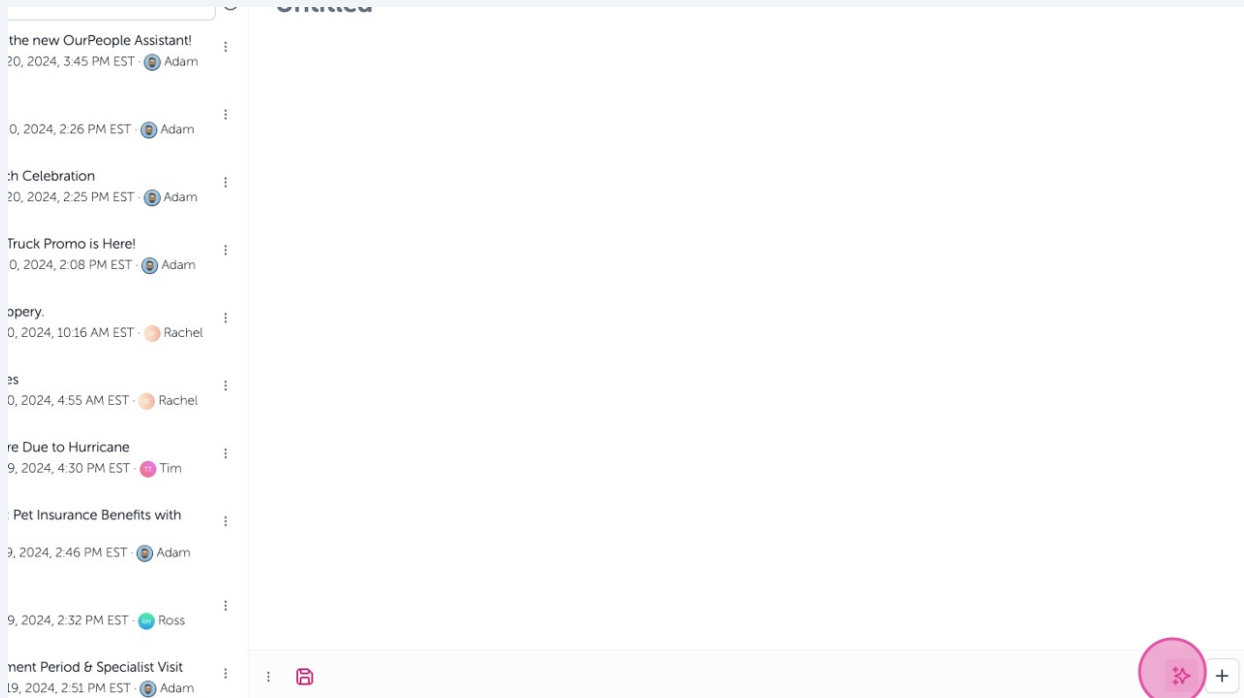 Untitled
the new OurPeople Assistant!
20, 2024, 3:45 PM EST · Adam
0, 2024, 2:26 PM EST · Adam
ch Celebration
20, 2024, 2:25 PM EST · Adam
Truck Promo is Here!
0, 2024, 2:08 PM EST · Adam
opery.
0, 2024, 10:16 AM EST · Rachel
es
0, 2024, 4:55 AM EST · Rachel
re Due to Hurricane
9, 2024, 4:30 PM EST · TT Tim
: Pet Insurance Benefits with
9, 2024, 2:46 PM EST · Adam
9, 2024, 2:32 PM EST · RM Ross
ment Period & Specialist Visit
19, 2024, 2:51 PM EST · Adam